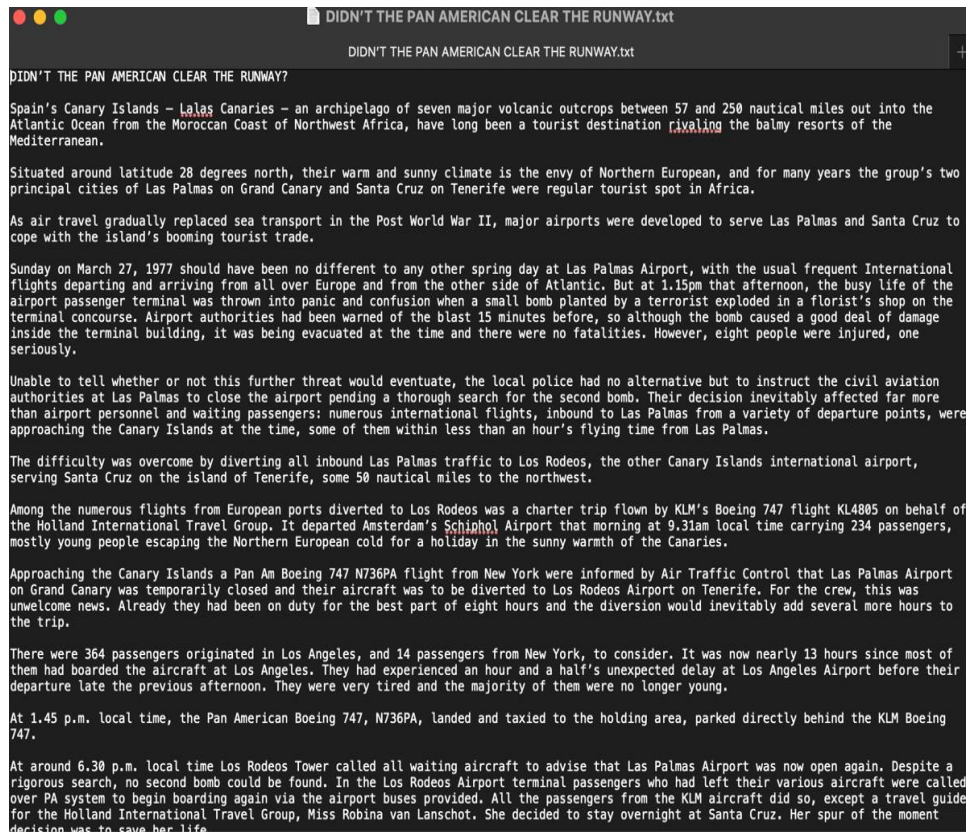 DIDN'T THE PAN AMERICAN CLEAR THE RUNWAY.txt
DIDN'T THE PAN AMERICAN CLEAR THE RUNWAY.txt
+
DIDN'T THE PAN AMERICAN CLEAR THE RUNWAY?
Spain's Canary Islands – Lalas Canaries – an archipelago of seven major volcanic outcrops between 57 and 250 nautical miles out into the
Atlantic Ocean from the Moroccan Coast of Northwest Africa, have long been a tourist destination rivaling the balmy resorts of the
Mediterranean.
Situated around latitude 28 degrees north, their warm and sunny climate is the envy of Northern European, and for many years the group's two
principal cities of Las Palmas on Grand Canary and Santa Cruz on Tenerife were regular tourist spot in Africa.
As air travel gradually replaced sea transport in the Post World War II, major airports were developed to serve Las Palmas and Santa Cruz to
cope with the island's booming tourist trade.
Sunday on March 27, 1977 should have been no different to any other spring day at Las Palmas Airport, with the usual frequent International
flights departing and arriving from all over Europe and from the other side of Atlantic. But at 1.15pm that afternoon, the busy life of the
airport passenger terminal was thrown into panic and confusion when a small bomb planted by a terrorist exploded in a florist's shop on the
terminal concourse. Airport authorities had been warned of the blast 15 minutes before, so although the bomb caused a good deal of damage
inside the terminal building, it was being evacuated at the time and there were no fatalities. However, eight people were injured, one
seriously.
Unable to tell whether or not this further threat would eventuate, the local police had no alternative but to instruct the civil aviation
authorities at Las Palmas to close the airport pending a thorough search for the second bomb. Their decision inevitably affected far more
than airport personnel and waiting passengers: numerous international flights, inbound to Las Palmas from a variety of departure points, were
approaching the Canary Islands at the time, some of them within less than an hour's flying time from Las Palmas.
The difficulty was overcome by diverting all inbound Las Palmas traffic to Los Rodeos, the other Canary Islands international airport,
serving Santa Cruz on the island of Tenerife, some 50 nautical miles to the northwest.
Among the numerous flights from European ports diverted to Los Rodeos was a charter trip flown by KLM's Boeing 747 flight KL4805 on behalf of
the Holland International Travel Group. It departed Amsterdam's Schiphol Airport that morning at 9.31am local time carrying 234 passengers,
mostly young people escaping the Northern European cold for a holiday in the sunny warmth of the Canaries.
Approaching the Canary Islands a Pan Am Boeing 747 N736PA flight from New York were informed by Air Traffic Control that Las Palmas Airport
on Grand Canary was temporarily closed and their aircraft was to be diverted to Los Rodeos Airport on Tenerife. For the crew, this was
unwelcome news. Already they had been on duty for the best part of eight hours and the diversion would inevitably add several more hours to
the trip.
There were 364 passengers originated in Los Angeles, and 14 passengers from New York, to consider. It was now nearly 13 hours since most of
them had boarded the aircraft at Los Angeles. They had experienced an hour and a half's unexpected delay at Los Angeles Airport before their
departure late the previous afternoon. They were very tired and the majority of them were no longer young.
At 1.45 p.m. local time, the Pan American Boeing 747, N736PA, landed and taxied to the holding area, parked directly behind the KLM Boeing
747.
At around 6.30 p.m. local time Los Rodeos Tower called all waiting aircraft to advise that Las Palmas Airport was now open again. Despite a
rigorous search, no second bomb could be found. In the Los Rodeos Airport terminal passengers who had left their various aircraft were called
over PA system to begin boarding again via the airport buses provided. All the passengers from the KLM aircraft did so, except a travel guide
for the Holland International Travel Group, Miss Robina van Lanschot. She decided to stay overnight at Santa Cruz. Her spur of the moment
decision was to save her life.